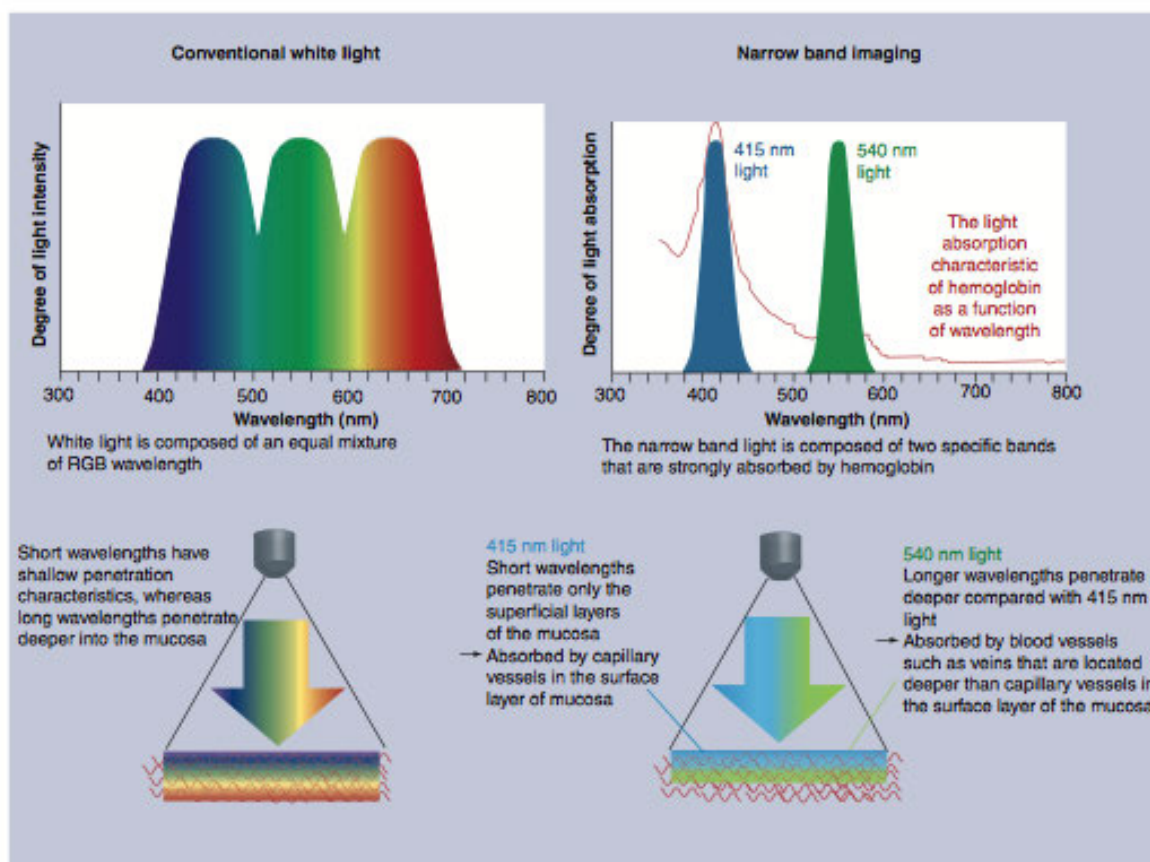 Conventional white light
Degree of light intensity
300 400 500 600 700 800
Wavelength (nm)
White light is composed of an equal mixture
of RGB wavelength
Narrow band imaging
Degree of light absorption
415 nm
light
540 nm
light
The light
absorption
characteristic
of hemoglobin
as a function
of wavelength
300 400 500 600 700 800
Wavelength (nm)
The narrow band light is composed of two specific bands
that are strongly absorbed by hemoglobin
Short wavelengths have
shallow penetration
characteristics, whereas
long wavelengths penetrate
deeper into the mucosa
415 nm light
Short wavelengths
penetrate only the
superficial layers
of the mucosa
→ Absorbed by capillary
vessels in the surface
layer of mucosa
540 nm light
Longer wavelengths penetrate
deeper compared with 415 nm
light
→ Absorbed by blood vessels
such as veins that are located
deeper than capillary vessels in
the surface layer of the mucosa